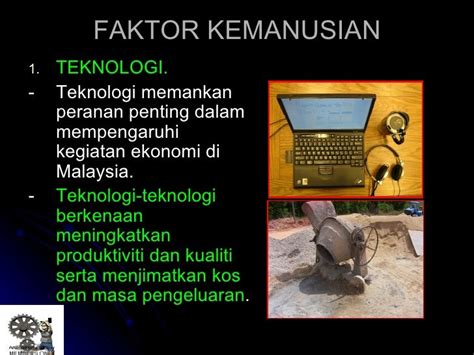 FAKTOR KEMANUSIAN
1. TEKNOLOGI.
- Teknologi memankan
peranan penting dalam
mempengaruhi
kegiatan ekonomi di
Malaysia.
- Teknologi-teknologi
berkenaan
meningkatkan
produktiviti dan kualiti
serta menjimatkan kos
dan masa pengeluaran.